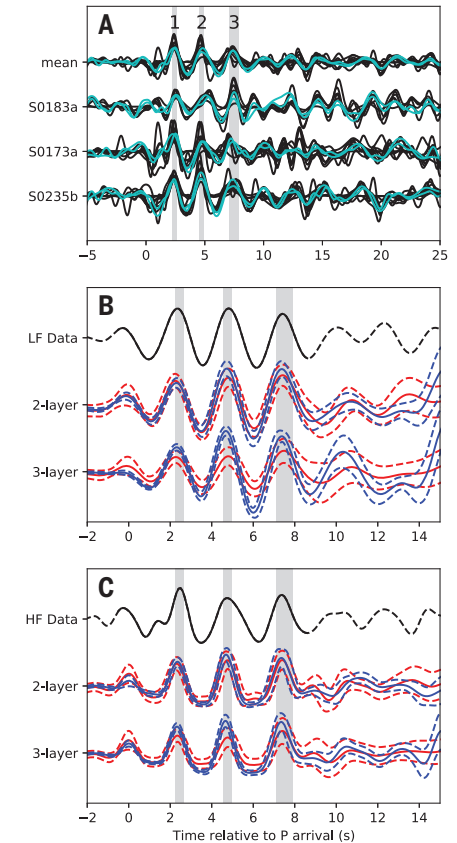 A
1 2 3
mean
S0183a
S0173a
S0235b
−5 0 5 10 15 20 25
B
LF Data
2-layer
3-layer
−2 0 2 4 6 8 10 12 14
C
HF Data
2-layer
3-layer
−2 0 2 4 6 8 10 12 14
Time relative to P arrival (s)